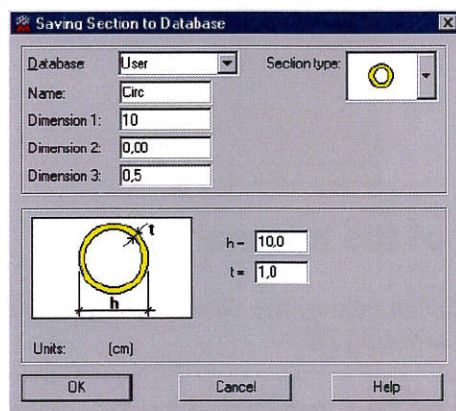 Saving Section to Database
Database: User
Section type:
Name: Circ
Dimension 1: 10
Dimension 2: 0,00
Dimension 3: 0,5
t
h
h = 10,0
t = 1,0
Units: (cm)
OK Cancel Help